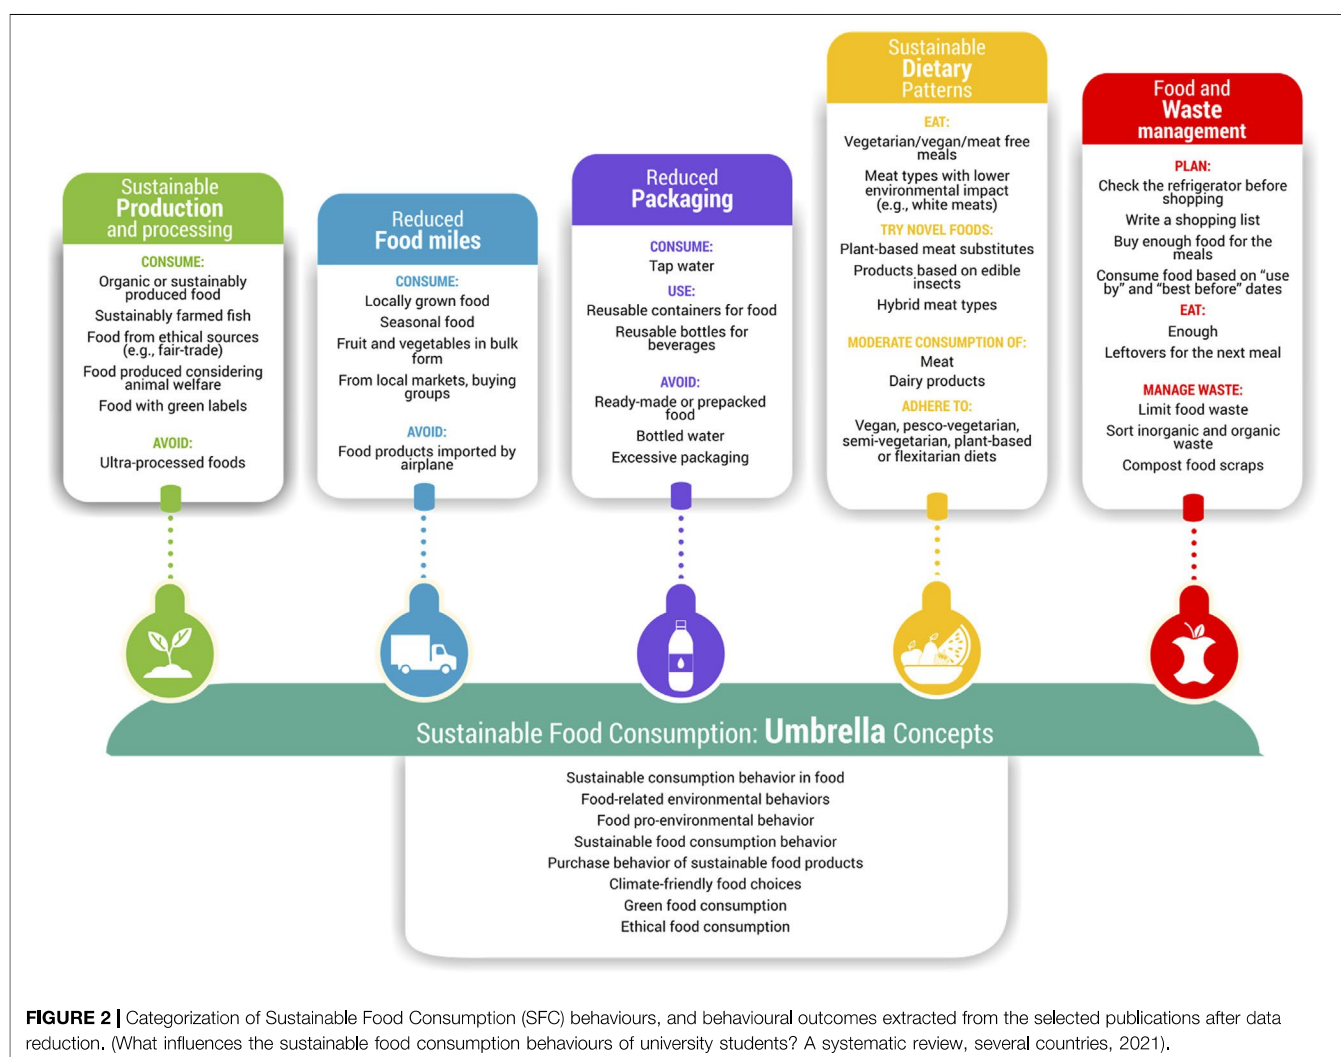 Sustainable
Production
and processing
CONSUME:
Organic or sustainably
produced food
Sustainably farmed fish
Food from ethical sources
(e.g., fair-trade)
Food produced considering
animal welfare
Food with green labels
AVOID:
Ultra-processed foods
Reduced
Food miles
CONSUME:
Locally grown food
Seasonal food
Fruit and vegetables in bulk
form
From local markets, buying
groups
AVOID:
Food products imported by
airplane
Reduced
Packaging
CONSUME:
Tap water
USE:
Reusable containers for food
Reusable bottles for
beverages
AVOID:
Ready-made or prepacked
food
Bottled water
Excessive packaging
Sustainable
Dietary
Patterns
EAT:
Vegetarian/vegan/meat free
meals
Meat types with lower
environmental impact
(e.g., white meats)
TRY NOVEL FOODS:
Plant-based meat substitutes
Products based on edible
insects
Hybrid meat types
MODERATE CONSUMPTION OF:
Meat
Dairy products
ADHERE TO:
Vegan, pesco-vegetarian,
semi-vegetarian, plant-based
or flexitarian diets
Food and
Waste
management
PLAN:
Check the refrigerator before
shopping
Write a shopping list
Buy enough food for the
meals
Consume food based on “use
by” and “best before” dates
EAT:
Enough
Leftovers for the next meal
MANAGE WASTE:
Limit food waste
Sort inorganic and organic
waste
Compost food scraps
Sustainable Food Consumption: Umbrella Concepts
Sustainable consumption behavior in food
Food-related environmental behaviors
Food pro-environmental behavior
Sustainable food consumption behavior
Purchase behavior of sustainable food products
Climate-friendly food choices
Green food consumption
Ethical food consumption
FIGURE 2 | Categorization of Sustainable Food Consumption (SFC) behaviours, and behavioural outcomes extracted from the selected publications after data
reduction. (What influences the sustainable food consumption behaviours of university students? A systematic review, several countries, 2021).